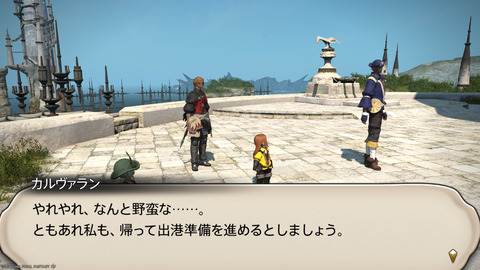 カルヴァラン
やれやれ、なんと野蛮な……。
ともあれ私も、帰って出港準備を進めるとしましょう。